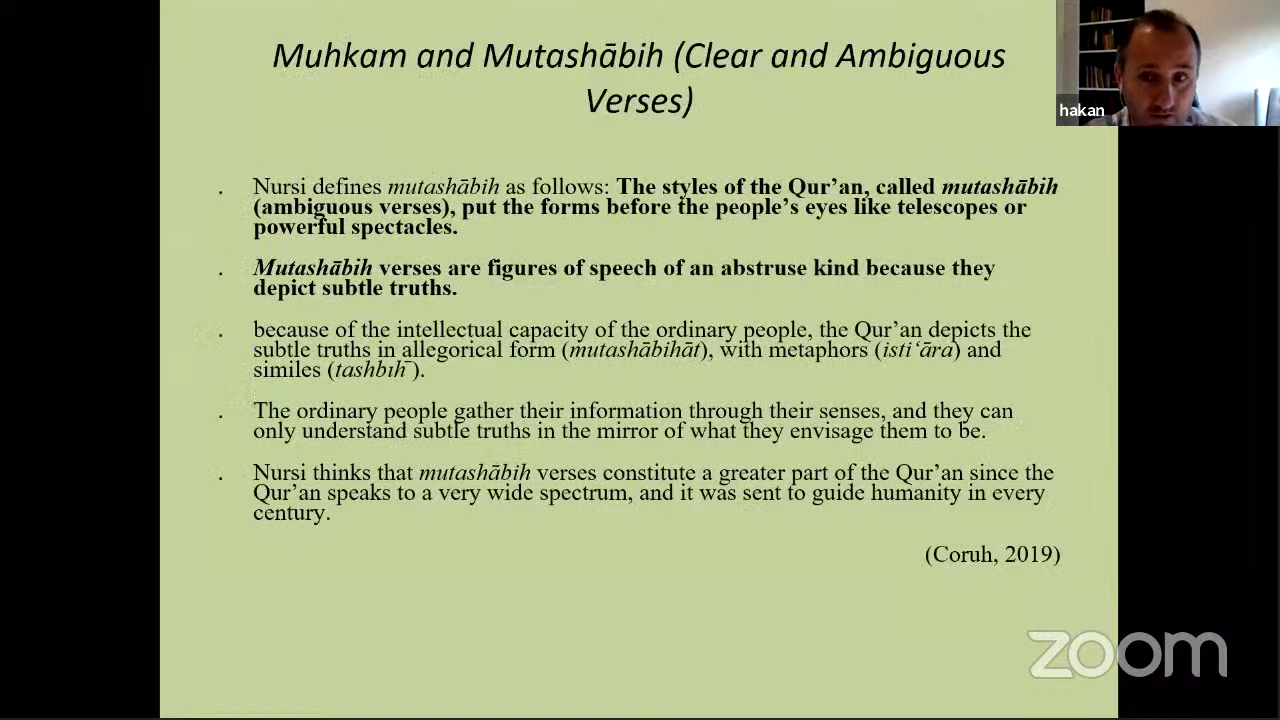 Muhkam and Mutashābih (Clear and Ambiguous
Verses)
hakan
. Nursi defines mutashābih as follows: The styles of the Qur’an, called mutashābih
(ambiguous verses), put the forms before the people’s eyes like telescopes or
powerful spectacles.
. Mutashābih verses are figures of speech of an abstruse kind because they
depict subtle truths.
. because of the intellectual capacity of the ordinary people, the Qur’an depicts the
subtle truths in allegorical form (mutashābihāt), with metaphors (isti‘āra) and
similes (tashbıh¯).
. The ordinary people gather their information through their senses, and they can
only understand subtle truths in the mirror of what they envisage them to be.
. Nursi thinks that mutashābih verses constitute a greater part of the Qur’an since the
Qur’an speaks to a very wide spectrum, and it was sent to guide humanity in every
century.
(Coruh, 2019)
zoom